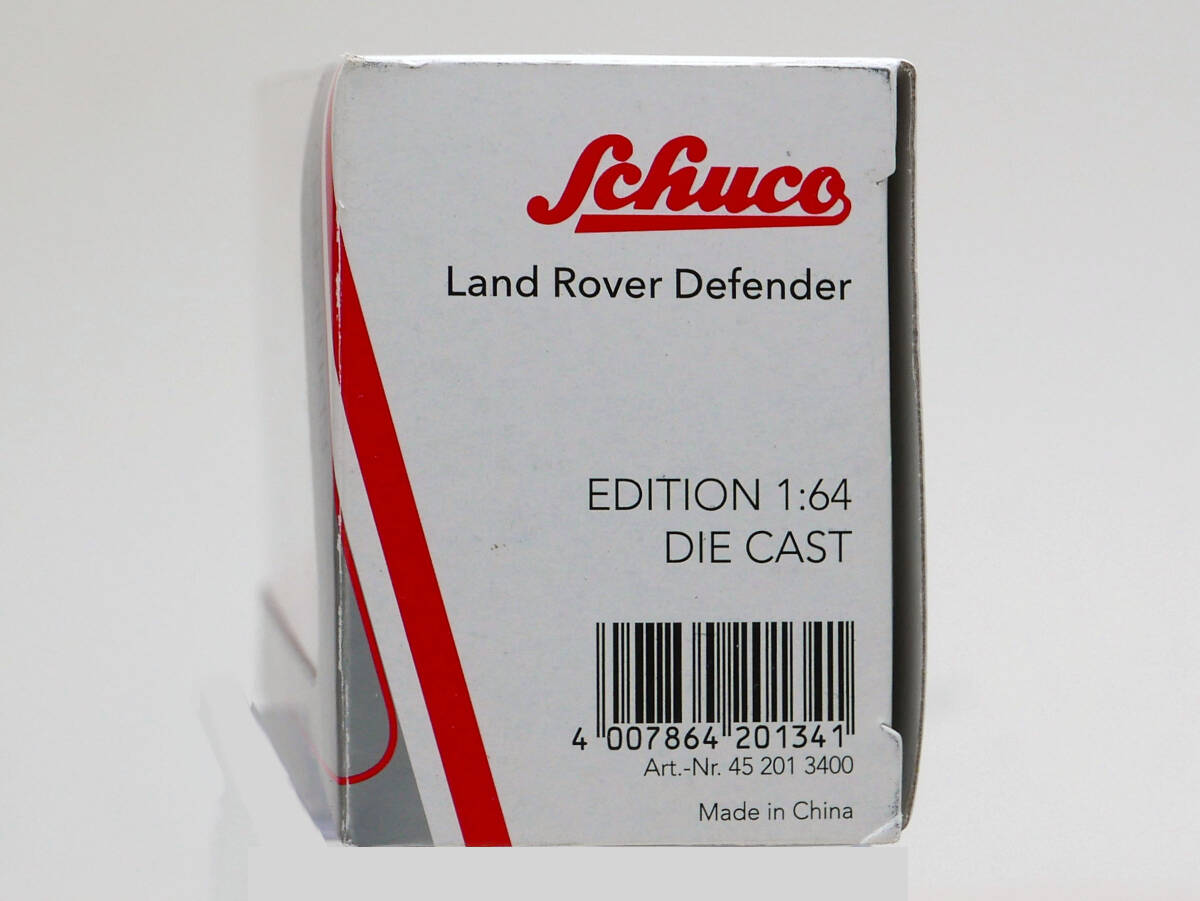 Schuco
Land Rover Defender
EDITION 1:64
DIE CAST
4 007864 201341
Art.-Nr. 45 201 3400
Made in China